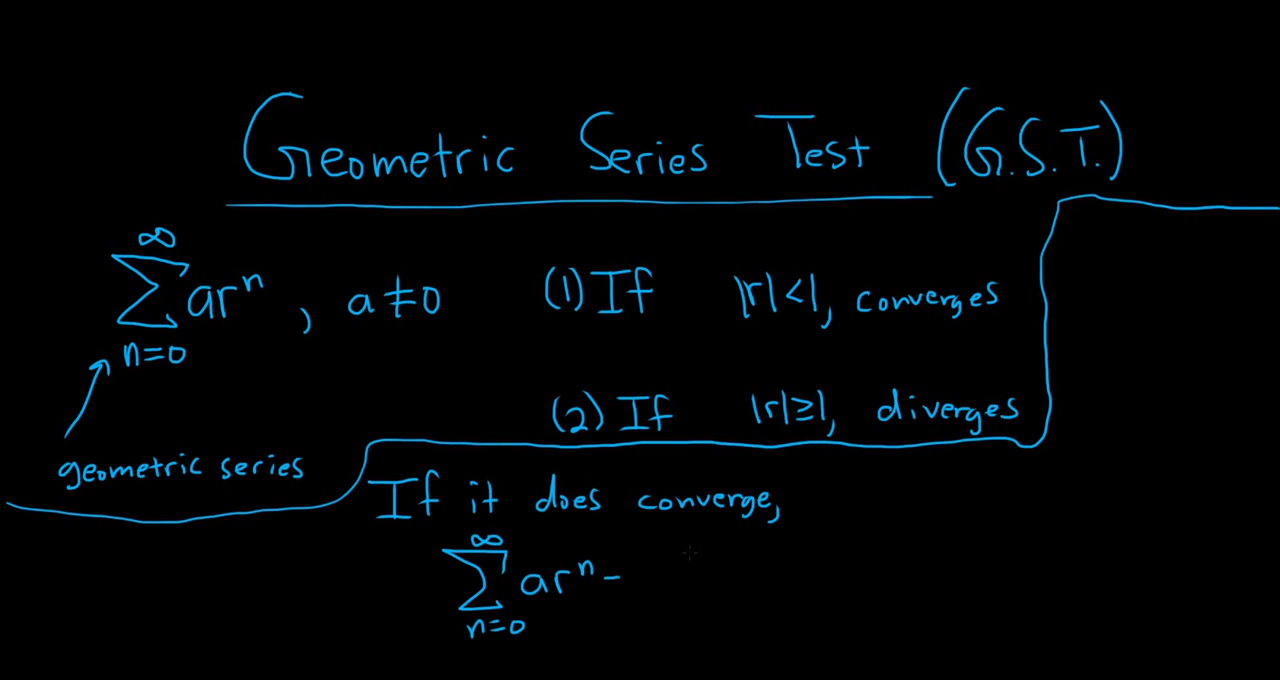 Geometric Series Test (G.S.T.)
∞
∑ arⁿ, a≠0 (1) If |r|<1, converges
n=0
(2) If |r|≥1, diverges
geometric series
If it does converge,
∞
∑ arⁿ -
n=0